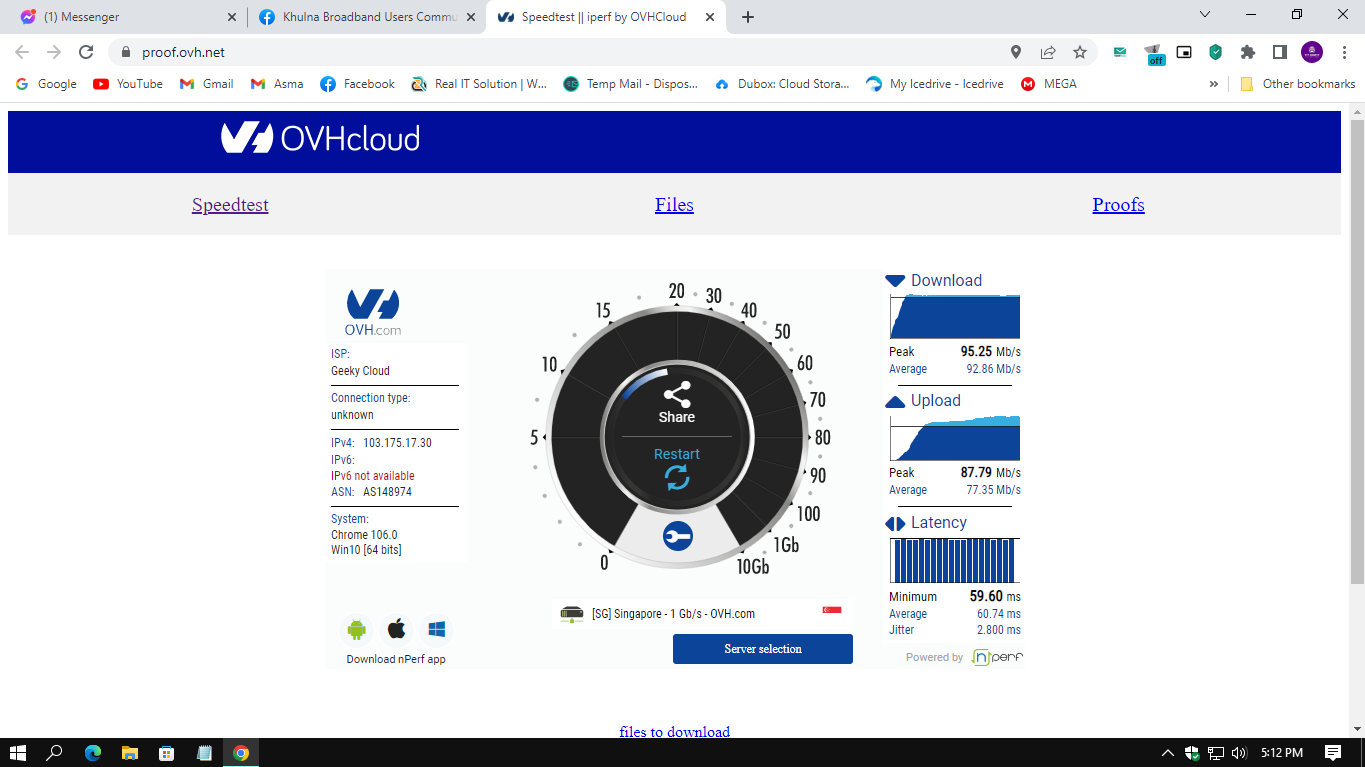 (1) Messenger
Khulna Broadband Users Commu
Speedtest || iperf by OVHCloud
proof.ovh.net
off
Google
YouTube
Gmail
Asma
Facebook
Real IT Solution | W...
Temp Mail - Dispos...
Dubox: Cloud Stora...
My Icedrive - Icedrive
MEGA
»
Other bookmarks
OVHcloud
Speedtest
Files
Proofs
OVH.com
ISP:
Geeky Cloud
Connection type:
unknown
IPv4: 103.175.17.30
IPv6:
IPv6 not available
ASN: AS148974
System:
Chrome 106.0
Win10 [64 bits]
Download nPerf app
0
5
10
15
20
30
40
50
60
70
80
90
100
1Gb
10Gb
Share
Restart
[SG] Singapore - 1 Gb/s - OVH.com
Server selection
Download
Peak 95.25 Mb/s
Average 92.86 Mb/s
Upload
Peak 87.79 Mb/s
Average 77.35 Mb/s
Latency
Minimum 59.60 ms
Average 60.74 ms
Jitter 2.800 ms
Powered by nPerf
files to download
5:12 PM